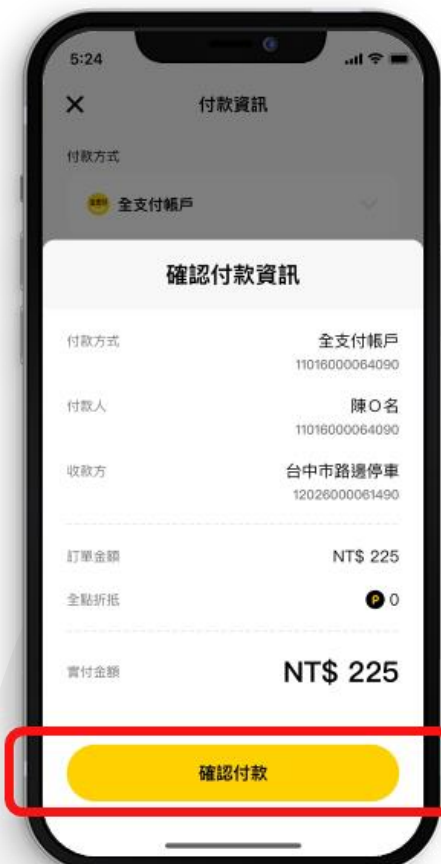 5:24
付款資訊
付款方式
全支付帳戶
確認付款資訊
付款方式
全支付帳戶
11016000064090
付款人
陳O名
11016000064090
收款方
台中市路邊停車
12026000061490
訂單金額
NT$ 225
全點折抵
P 0
實付金額
NT$ 225
確認付款